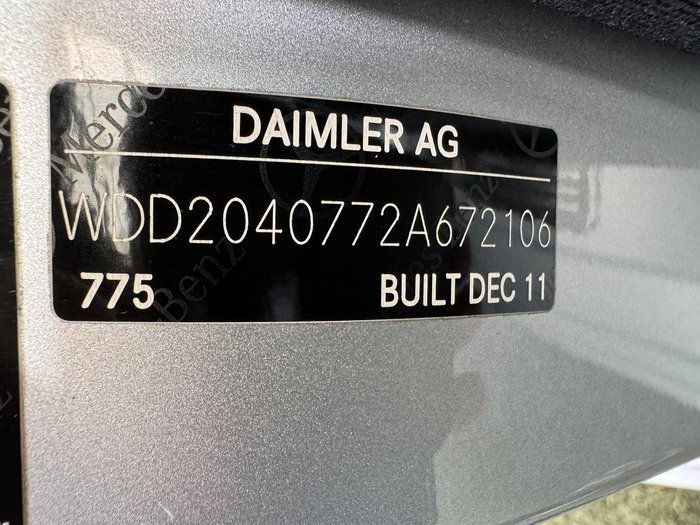 DAIMLER AG
WDD2040772A672106
775 BUILT DEC 11